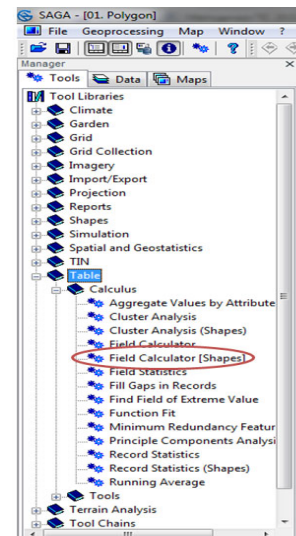 SAGA - [01. Polygon]
File Geoprocessing Map Window ?
Manager
Tools Data Maps
Tool Libraries
Climate
Garden
Grid
Grid Collection
Imagery
Import/Export
Projection
Reports
Shapes
Simulation
Spatial and Geostatistics
TIN
Table
Calculus
Aggregate Values by Attribute
Cluster Analysis
Cluster Analysis (Shapes)
Field Calculator
Field Calculator [Shapes]
Field Statistics
Fill Gaps in Records
Find Field of Extreme Value
Function Fit
Minimum Redundancy Featur
Principle Components Analysi
Record Statistics
Record Statistics (Shapes)
Running Average
Tools
Terrain Analysis
Tool Chains